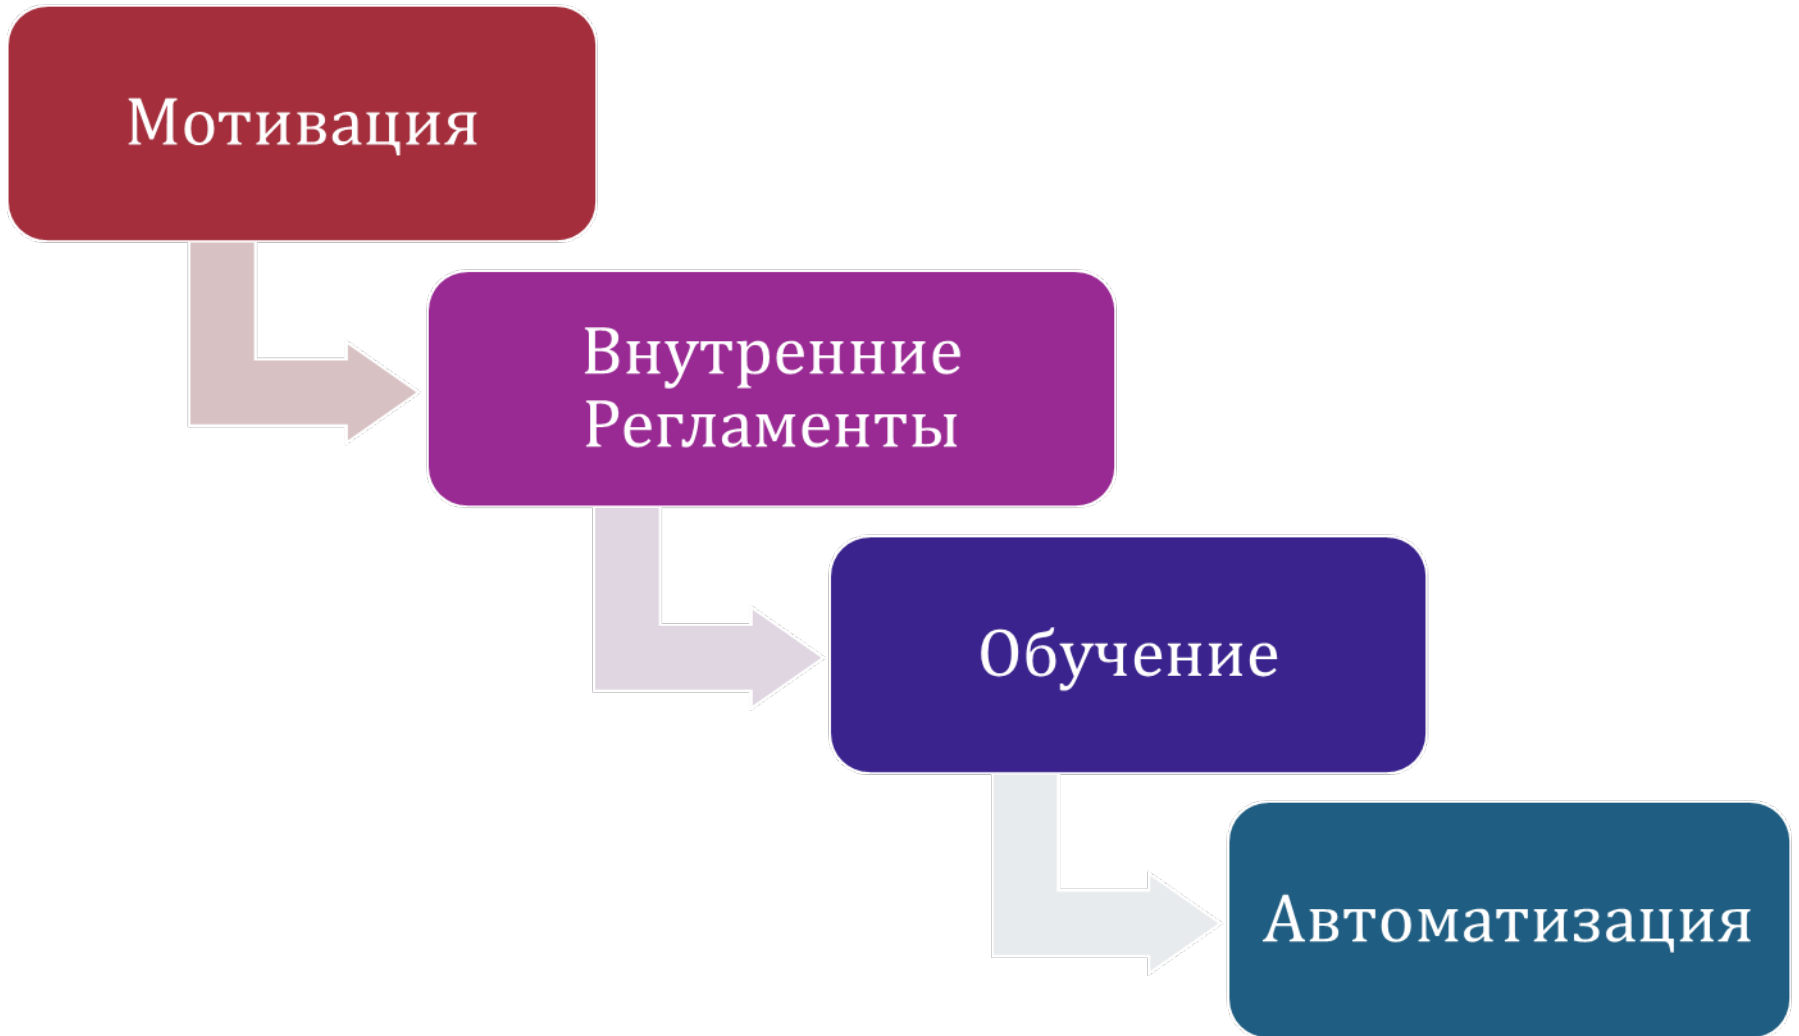 Мотивация
Внутренние
Регламенты
Обучение
Автоматизация